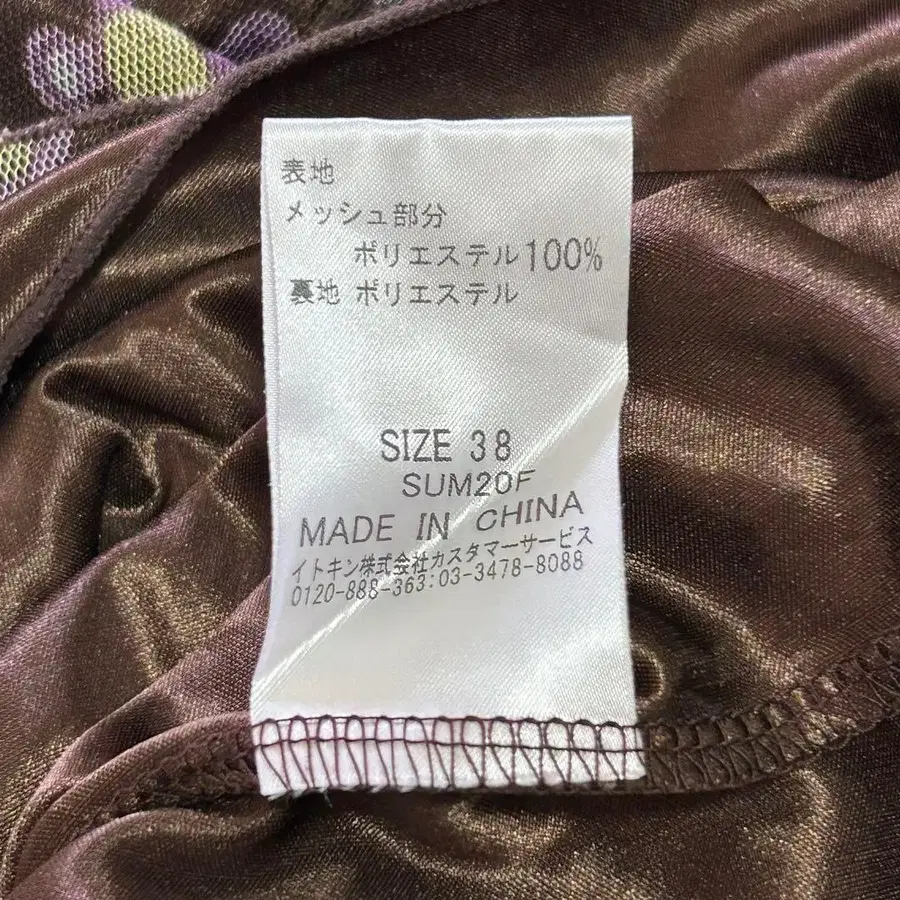 表地
メッシュ部分
ポリエステル100%
裏地 ポリエステル
SIZE 38
SUM20F
MADE IN CHINA
イトキン株式会社カスタマーサービス
0120-888-363:03-3478-8088